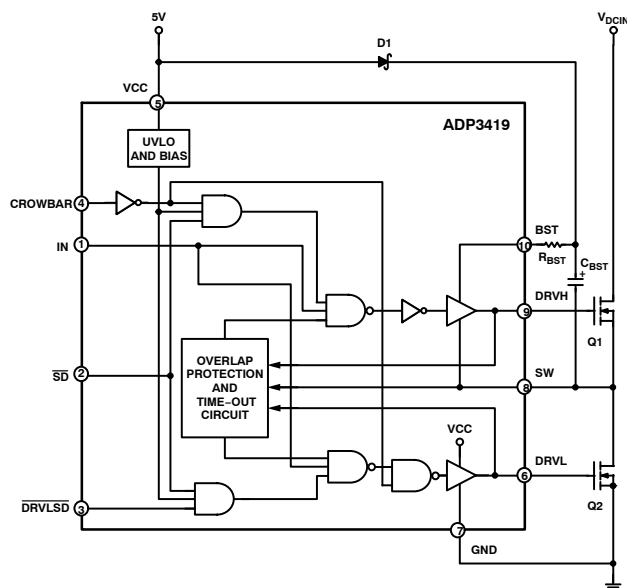 5V
VDCIN
D1
VCC
5
ADP3419
UVLO
AND BIAS
CROWBAR
4
IN
1
BST
10
RBST
CBST
+
DRVH
9
Q1
OVERLAP
PROTECTION
AND
TIME−OUT
CIRCUIT
SD
2
SW
8
VCC
DRVL
6
Q2
DRVLSD
3
7
GND